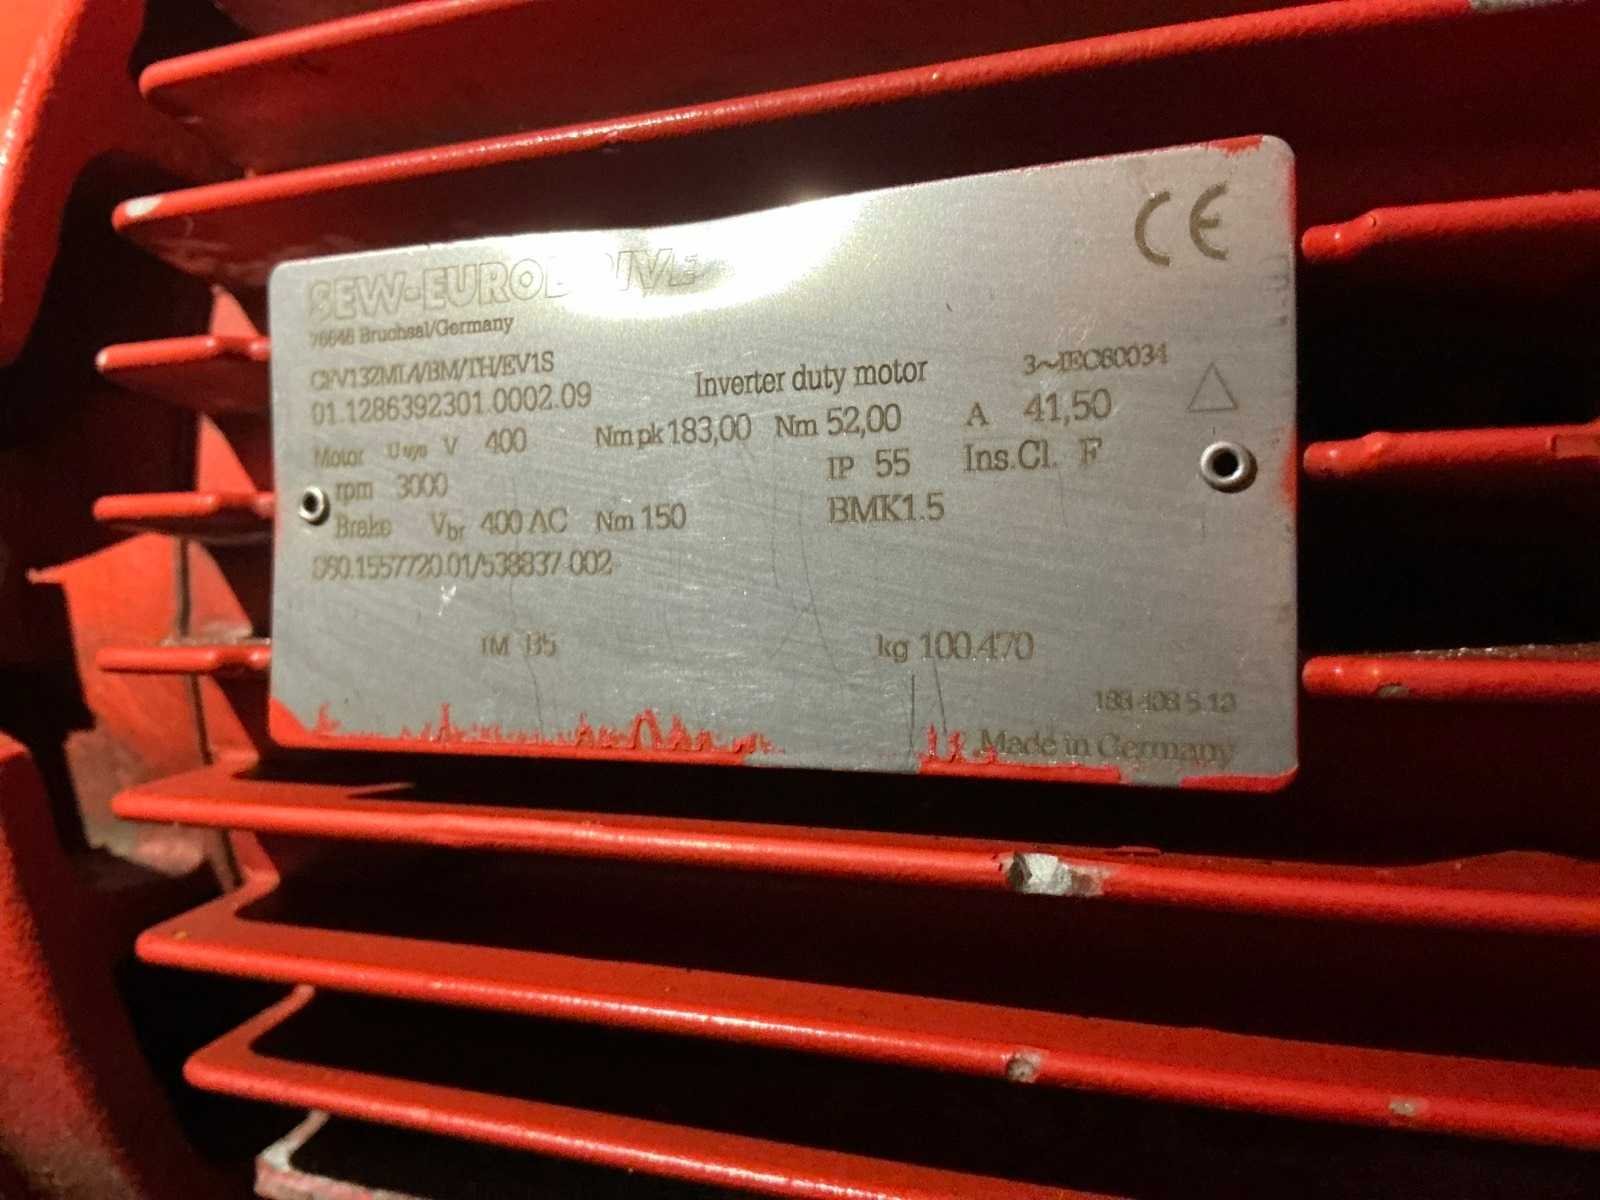 SEW-EURODRIVE
CE
76646 Bruchsal/Germany
CFV132ML4/BM/TH/EV1S
Inverter duty motor
3~IEC60034
01.1286392301.0002.09
Motor V 400 Nm pk 183,00 Nm 52,00 A 41,50 △
rpm 3000 IP 55 Ins.Cl. F
Brake Vbr 400 AC Nm 150 BMK1.5
IM B5 kg 100.470
Made in Germany